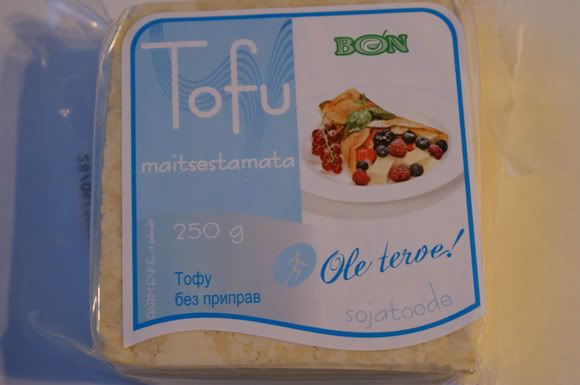 Tofu
BON
maitsestamata
250 g
Тофу
без приправ
Ole terve!
sojatoode